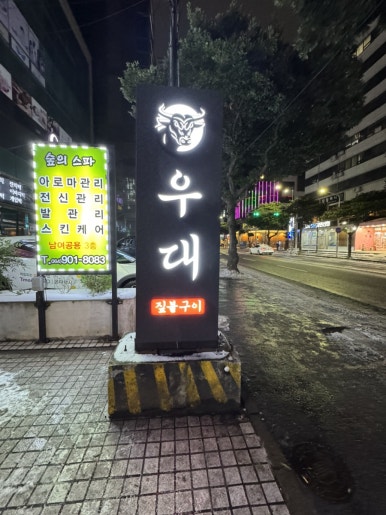 숲의 스파
아로마관리
전신관리
발 관리
스킨케어
남여공용 3층
T.050)901-8083
우대
짚불구이